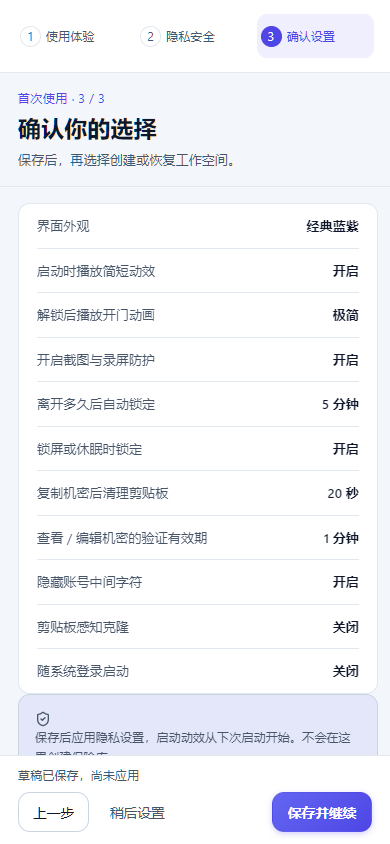 1 使用体验
2 隐私安全
3 确认设置
首次使用 · 3 / 3
确认你的选择
保存后，再选择创建或恢复工作空间。
界面外观 经典蓝紫
启动时播放简短动效 开启
解锁后播放开门动画 极简
开启截图与录屏防护 开启
离开多久后自动锁定 5 分钟
锁屏或休眠时锁定 开启
复制机密后清理剪贴板 20 秒
查看 / 编辑机密的验证有效期 1 分钟
隐藏账号中间字符 开启
剪贴板感知克隆 关闭
随系统登录启动 关闭
保存后应用隐私设置，启动动效从下次启动开始。不会在这
草稿已保存，尚未应用
上一步
稍后设置
保存并继续